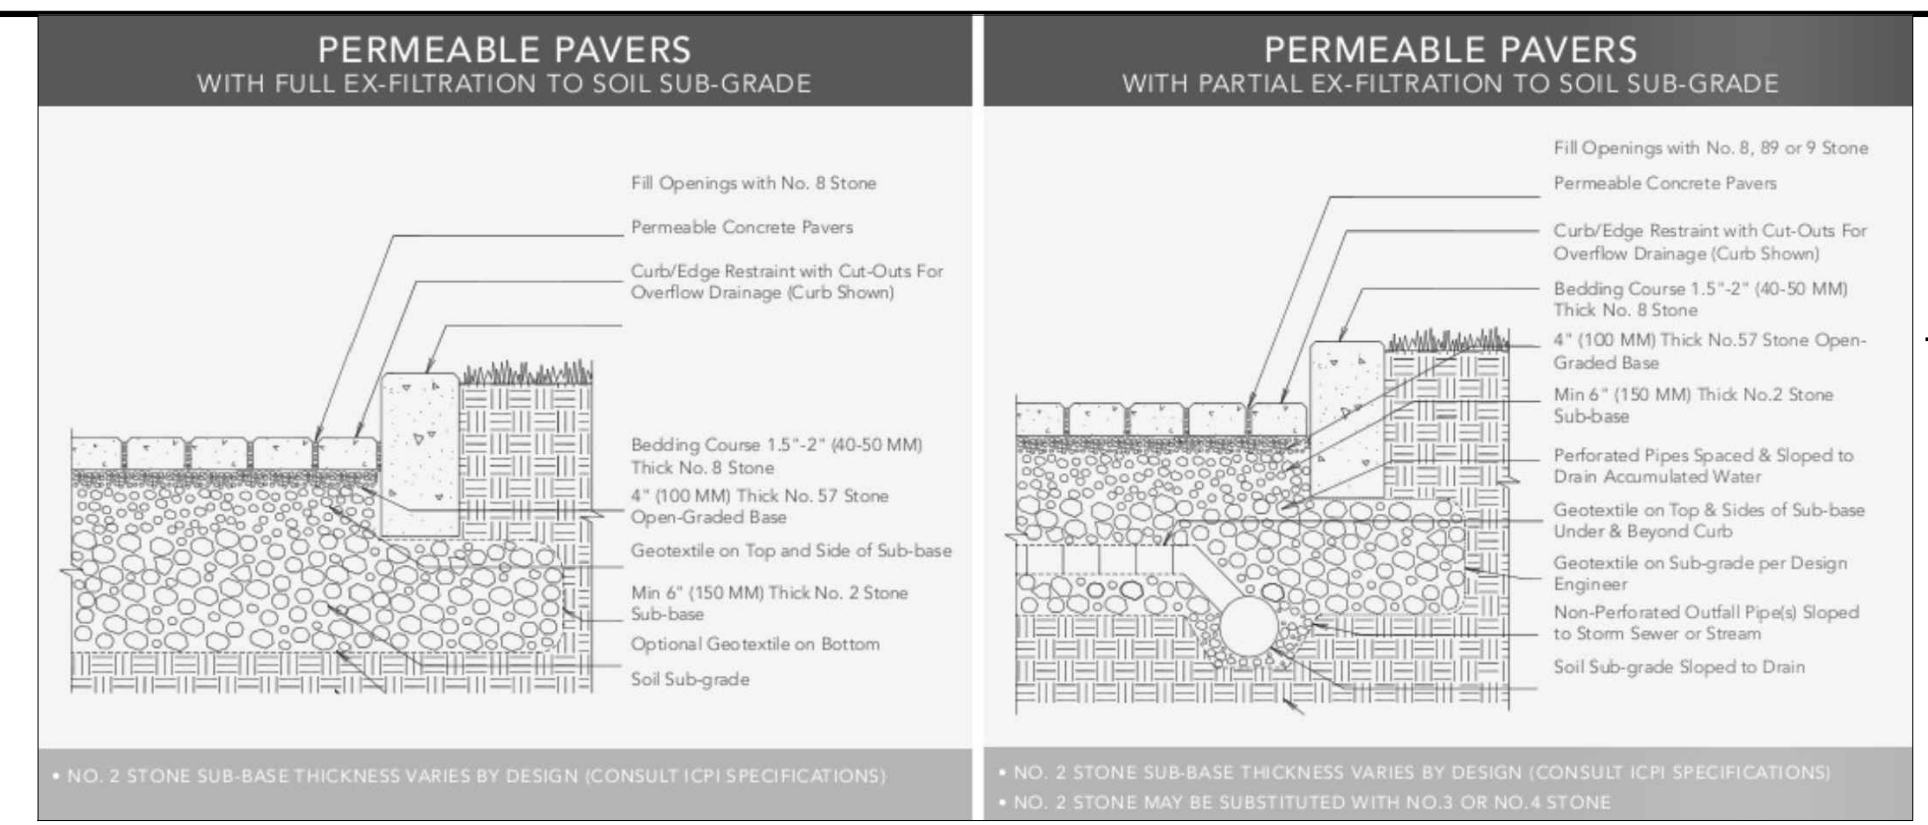 PERMEABLE PAVERS
WITH FULL EX-FILTRATION TO SOIL SUB-GRADE
Fill Openings with No. 8 Stone
Permeable Concrete Pavers
Curb/Edge Restraint with Cut-Outs For
Overflow Drainage (Curb Shown)
Bedding Course 1.5"-2" (40-50 MM)
Thick No. 8 Stone
4" (100 MM) Thick No. 57 Stone
Open-Graded Base
Geotextile on Top and Side of Sub-base
Min 6" (150 MM) Thick No. 2 Stone
Sub-base
Optional Geotextile on Bottom
Soil Sub-grade
• NO. 2 STONE SUB-BASE THICKNESS VARIES BY DESIGN (CONSULT ICPI SPECIFICATIONS)
PERMEABLE PAVERS
WITH PARTIAL EX-FILTRATION TO SOIL SUB-GRADE
Fill Openings with No. 8, 89 or 9 Stone
Permeable Concrete Pavers
Curb/Edge Restraint with Cut-Outs For
Overflow Drainage (Curb Shown)
Bedding Course 1.5"-2" (40-50 MM)
Thick No. 8 Stone
4" (100 MM) Thick No.57 Stone Open-
Graded Base
Min 6" (150 MM) Thick No.2 Stone
Sub-base
Perforated Pipes Spaced & Sloped to
Drain Accumulated Water
Geotextile on Top & Sides of Sub-base
Under & Beyond Curb
Geotextile on Sub-grade per Design
Engineer
Non-Perforated Outfall Pipe(s) Sloped
to Storm Sewer or Stream
Soil Sub-grade Sloped to Drain
• NO. 2 STONE SUB-BASE THICKNESS VARIES BY DESIGN (CONSULT ICPI SPECIFICATIONS)
• NO. 2 STONE MAY BE SUBSTITUTED WITH NO.3 OR NO.4 STONE